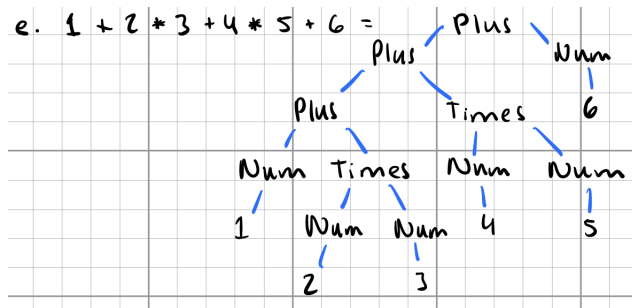 e. 1 + 2 * 3 + 4 * 5 + 6 = Plus
Plus Num
Plus Times 6
Num Times Num Num
1 Num Num 4 5
2 3